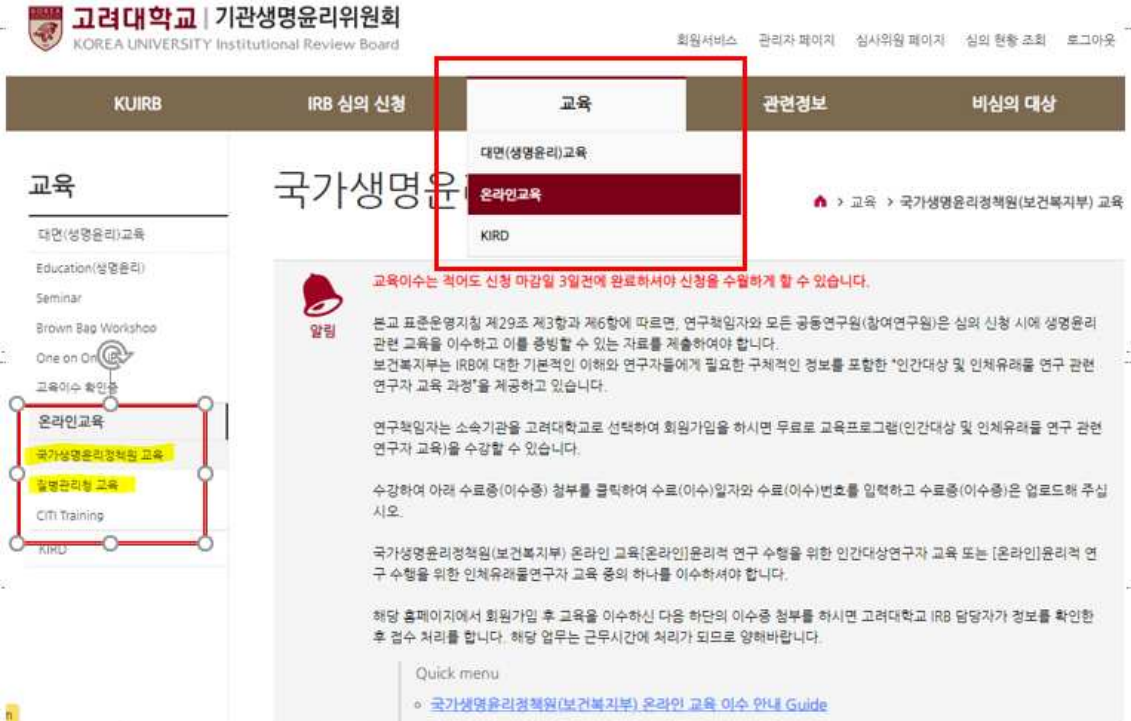 고려대학교 | 기관생명윤리위원회
KOREA UNIVERSITY Institutional Review Board
회원서비스 관리자 페이지 심사위원 페이지 심의 현황 조회 로그아웃
KUIRB IRB 심의 신청 교육 관련정보 비심의 대상
대면(생명윤리)교육
온라인교육
KIRD
교육
대면(생명윤리)교육
Education(생명윤리)
Seminar
Brown Bag Workshop
One on On
교육이수 확인증
온라인교육
국가생명윤리정책원 교육
질병관리청 교육
CITI Training
KIRD
국가생명윤
> 교육 > 국가생명윤리정책원(보건복지부) 교육
알림
교육이수는 적어도 신청 마감일 3일전에 완료하셔야 신청을 수월하게 할 수 있습니다.
본교 표준운영지침 제29조 제3항과 제6항에 따르면, 연구책임자와 모든 공동연구원(참여연구원)은 심의 신청 시에 생명윤리
관련 교육을 이수하고 이를 증빙할 수 있는 자료를 제출하여야 합니다.
보건복지부는 IRB에 대한 기본적인 이해와 연구자들에게 필요한 구체적인 정보를 포함한 "인간대상 및 인체유래물 연구 관련
연구자 교육 과정"을 제공하고 있습니다.
연구책임자는 소속기관을 고려대학교로 선택하여 회원가입을 하시면 무료로 교육프로그램(인간대상 및 인체유래물 연구 관련
연구자 교육)을 수강할 수 있습니다.
수강하여 아래 수료증(이수증) 첨부를 클릭하여 수료(이수)일자와 수료(이수)번호를 입력하고 수료증(이수증)은 업로드해 주십
시오.
국가생명윤리정책원(보건복지부) 온라인 교육[온라인]윤리적 연구 수행을 위한 인간대상연구자 교육 또는 [온라인]윤리적 연
구 수행을 위한 인체유래물연구자 교육 중의 하나를 이수하셔야 합니다.
해당 홈페이지에서 회원가입 후 교육을 이수하신 다음 하단의 이수증 첨부를 하시면 고려대학교 IRB 담당자가 정보를 확인한
후 접수 처리를 합니다. 해당 업무는 근무시간에 처리가 되므로 양해바랍니다.
Quick menu
국가생명윤리정책원(보건복지부) 온라인 교육 이수 안내 Guide